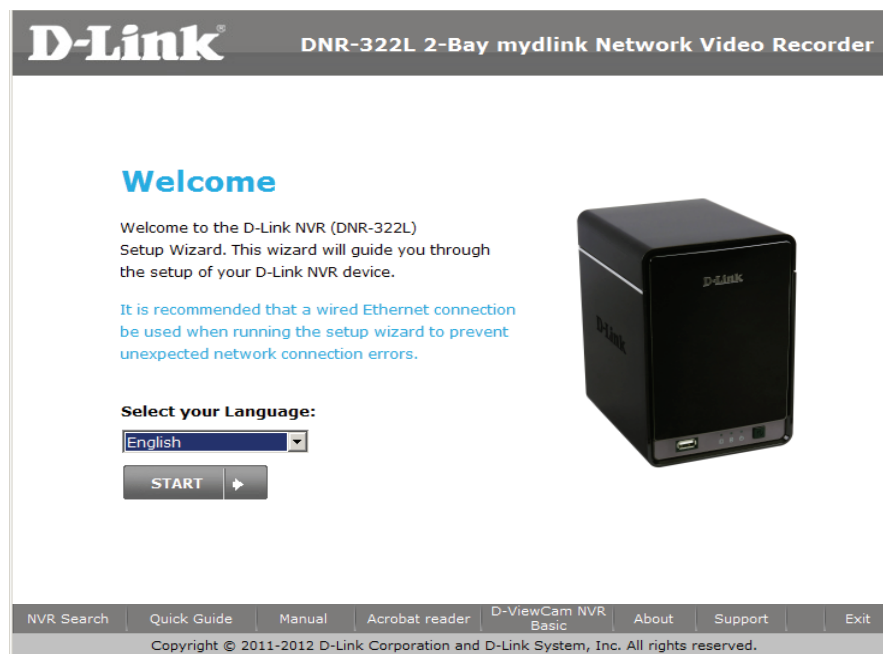 D-Link®
DNR-322L 2-Bay mydlink Network Video Recorder
Welcome
Welcome to the D-Link NVR (DNR-322L)
Setup Wizard. This wizard will guide you through
the setup of your D-Link NVR device.
It is recommended that a wired Ethernet connection
be used when running the setup wizard to prevent
unexpected network connection errors.
Select your Language:
English
START
D-Link
D-Link
NVR Search
Quick Guide
Manual
Acrobat reader
D-ViewCam NVR
Basic
About
Support
Exit
Copyright © 2011-2012 D-Link Corporation and D-Link System, Inc. All rights reserved.